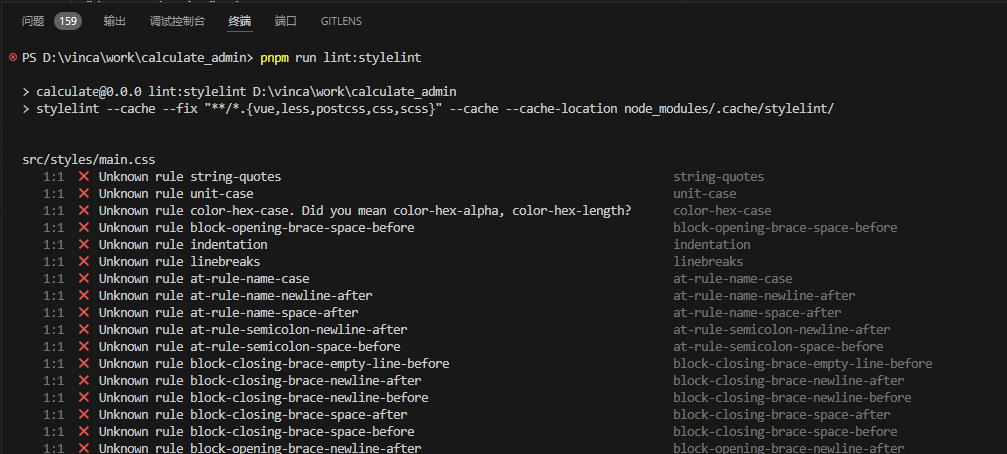 问题 159 输出 调试控制台 终端 端口 GITLENS
PS D:\vinca\work\calculate_admin> pnpm run lint:stylelint
> calculate@0.0.0 lint:stylelint D:\vinca\work\calculate_admin
> stylelint --cache --fix "**/*.{vue,less,postcss,css,scss}" --cache --cache-location node_modules/.cache/stylelint/
src/styles/main.css
1:1 ✖ Unknown rule string-quotes string-quotes
1:1 ✖ Unknown rule unit-case unit-case
1:1 ✖ Unknown rule color-hex-case. Did you mean color-hex-alpha, color-hex-length? color-hex-case
1:1 ✖ Unknown rule block-opening-brace-space-before block-opening-brace-space-before
1:1 ✖ Unknown rule indentation indentation
1:1 ✖ Unknown rule linebreaks linebreaks
1:1 ✖ Unknown rule at-rule-name-case at-rule-name-case
1:1 ✖ Unknown rule at-rule-name-newline-after at-rule-name-newline-after
1:1 ✖ Unknown rule at-rule-name-space-after at-rule-name-space-after
1:1 ✖ Unknown rule at-rule-semicolon-newline-after at-rule-semicolon-newline-after
1:1 ✖ Unknown rule at-rule-semicolon-space-before at-rule-semicolon-space-before
1:1 ✖ Unknown rule block-closing-brace-empty-line-before block-closing-brace-empty-line-before
1:1 ✖ Unknown rule block-closing-brace-newline-after block-closing-brace-newline-after
1:1 ✖ Unknown rule block-closing-brace-newline-before block-closing-brace-newline-before
1:1 ✖ Unknown rule block-closing-brace-space-after block-closing-brace-space-after
1:1 ✖ Unknown rule block-closing-brace-space-before block-closing-brace-space-before
1:1 ✖ Unknown rule block-opening-brace-newline-after block-opening-brace-newline-after